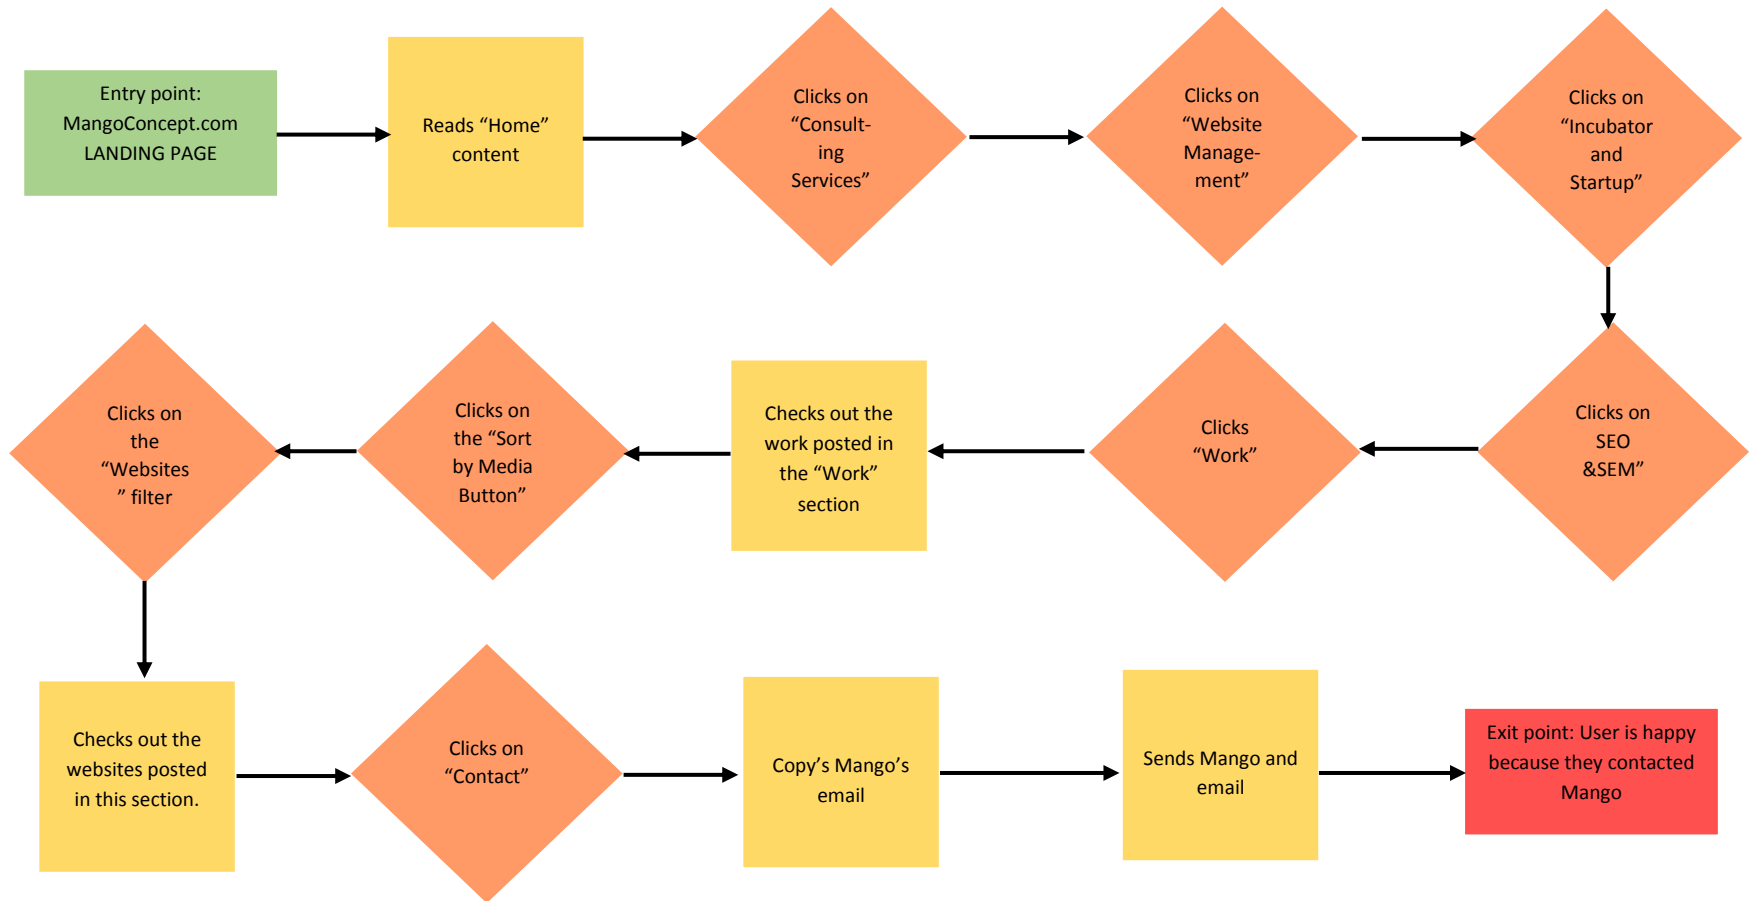 Entry point:
MangoConcept.com
LANDING PAGE
Reads “Home”
content
Clicks on
“Consult-
ing
Services”
Clicks on
“Website
Manage-
ment”
Clicks on
“Incubator
and
Startup”
Clicks on
SEO
&SEM”
Clicks
“Work”
Checks out the
work posted in
the “Work”
section
Clicks on
the “Sort
by Media
Button”
Clicks on
the
“Websites
” filter
Checks out the
websites posted
in this section.
Clicks on
“Contact”
Copy’s Mango’s
email
Sends Mango and
email
Exit point: User is happy
because they contacted
Mango